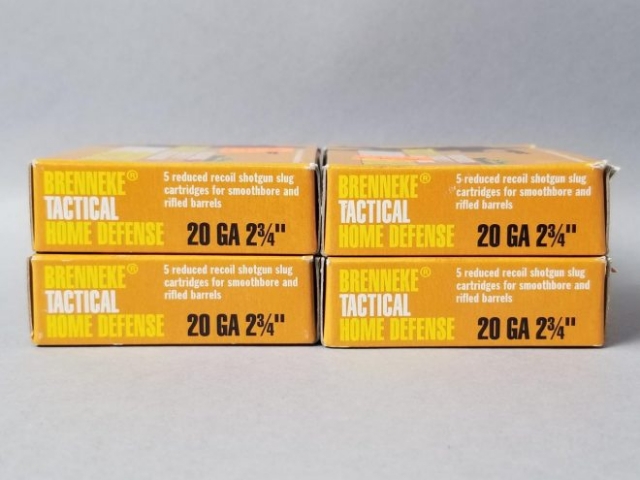 BRENNEKE®
TACTICAL
HOME DEFENSE
5 reduced recoil shotgun slug
cartridges for smoothbore and
rifled barrels
20 GA 2¾"
BRENNEKE®
TACTICAL
HOME DEFENSE
5 reduced recoil shotgun slug
cartridges for smoothbore and
rifled barrels
20 GA 2¾"
BRENNEKE®
TACTICAL
HOME DEFENSE
5 reduced recoil shotgun slug
cartridges for smoothbore and
rifled barrels
20 GA 2¾"
BRENNEKE®
TACTICAL
HOME DEFENSE
5 reduced recoil shotgun slug
cartridges for smoothbore and
rifled barrels
20 GA 2¾"